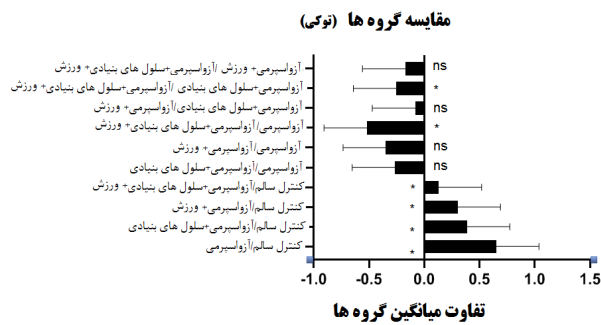 مقایسه گروه ها (توکی)
آزواسپرمی+ ورزش /آزواسپرمی+سلول های بنیادی+ ورزش ns
آزواسپرمی+سلول های بنیادی /آزواسپرمی+سلول های بنیادی+ ورزش *
آزواسپرمی+سلول های بنیادی/آزواسپرمی+ ورزش ns
آزواسپرمی/آزواسپرمی+سلول های بنیادی+ ورزش *
آزواسپرمی/آزواسپرمی+ ورزش ns
آزواسپرمی/آزواسپرمی+سلول های بنیادی ns
کنترل سالم/آزواسپرمی+سلول های بنیادی+ ورزش *
کنترل سالم/آزواسپرمی+ ورزش *
کنترل سالم/آزواسپرمی+سلول های بنیادی *
کنترل سالم/آزواسپرمی *
-1.0 -0.5 0.0 0.5 1.0 1.5
تفاوت میانگین گروه ها